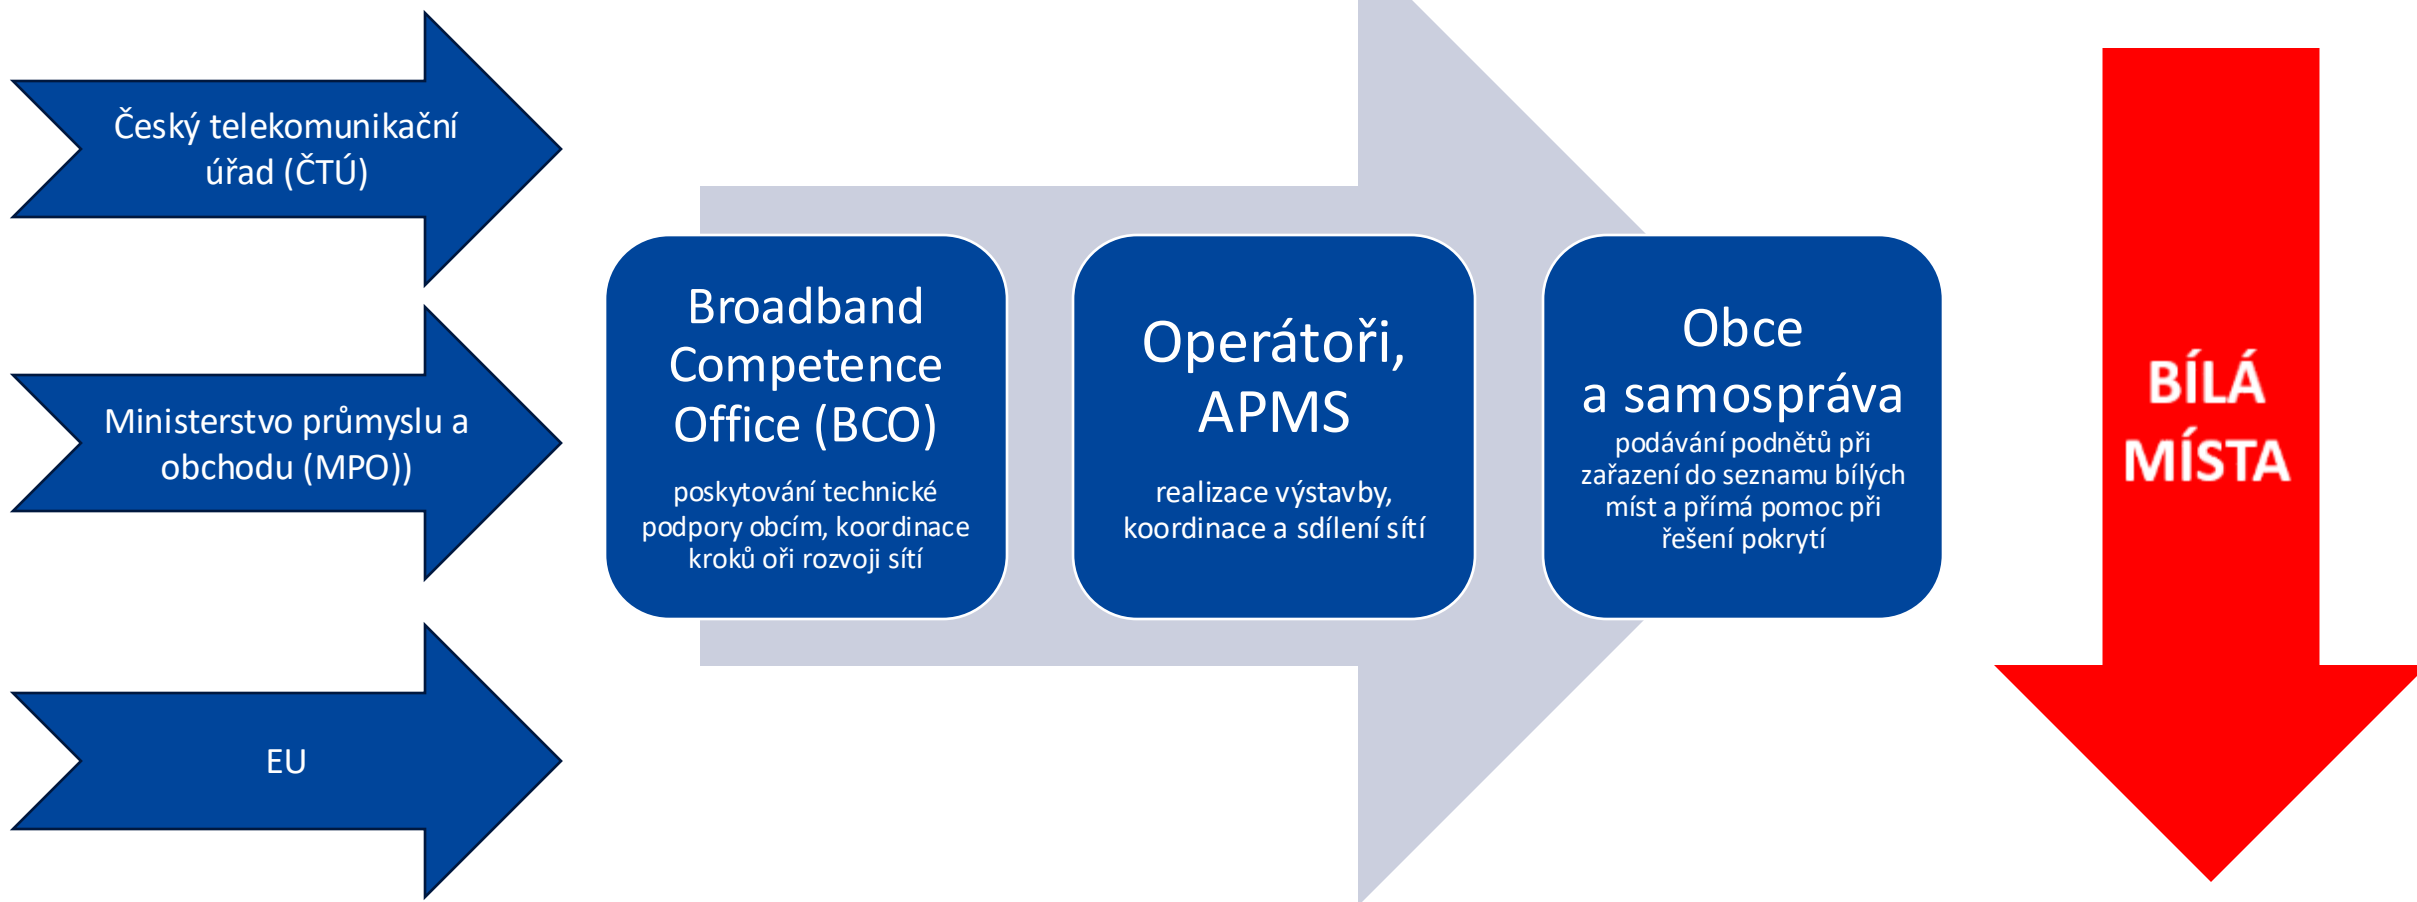 Český telekomunikační
úřad (ČTÚ)
Ministerstvo průmyslu a
obchodu (MPO))
EU
Broadband
Competence
Office (BCO)
poskytování technické
podpory obcím, koordinace
kroků oři rozvoji sítí
Operátoři,
APMS
realizace výstavby,
koordinace a sdílení sítí
Obce
a samospráva
podávání podnětů při
zařazení do seznamu bílých
míst a přímá pomoc při
řešení pokrytí
BÍLÁ
MÍSTA